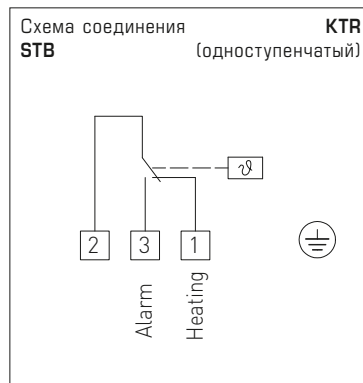 Схема соединения KTR
STB (одноступенчатый)
ϑ
2 3 1
Alarm
Heating